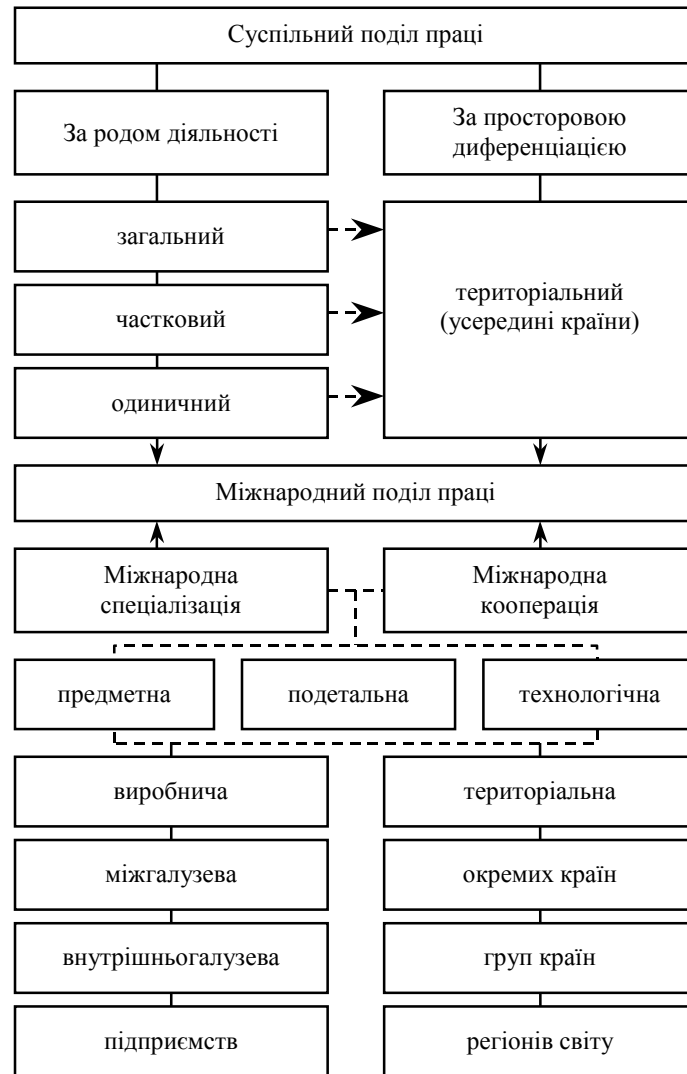 Суспільний поділ праці
За родом діяльності
За просторовою
диференціацією
загальний
частковий
одиничний
територіальний
(усередині країни)
Міжнародний поділ праці
Міжнародна
спеціалізація
Міжнародна
кооперація
предметна
подетальна
технологічна
виробнича
територіальна
міжгалузева
окремих країн
внутрішньогалузева
груп країн
підприємств
регіонів світу